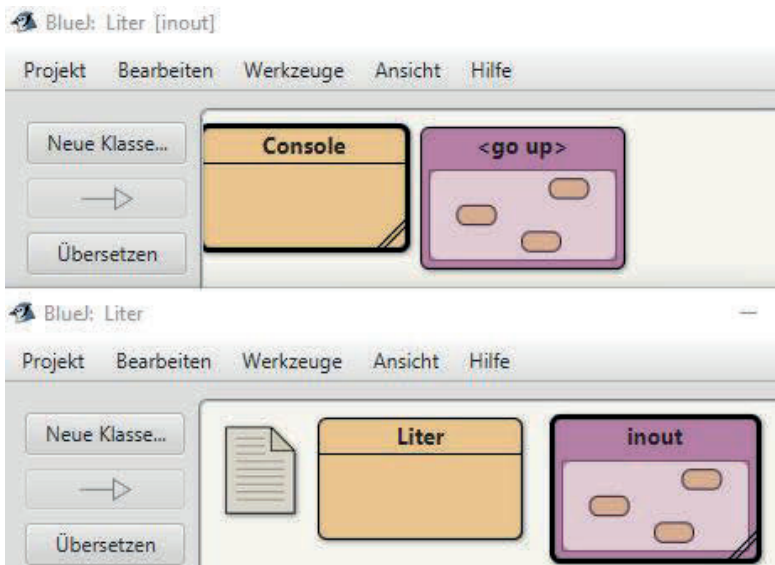 BlueJ: Liter [inout]
Projekt Bearbeiten Werkzeuge Ansicht Hilfe
Neue Klasse...
Console
<go up>
Übersetzen
BlueJ: Liter
Projekt Bearbeiten Werkzeuge Ansicht Hilfe
Neue Klasse...
Liter
inout
Übersetzen